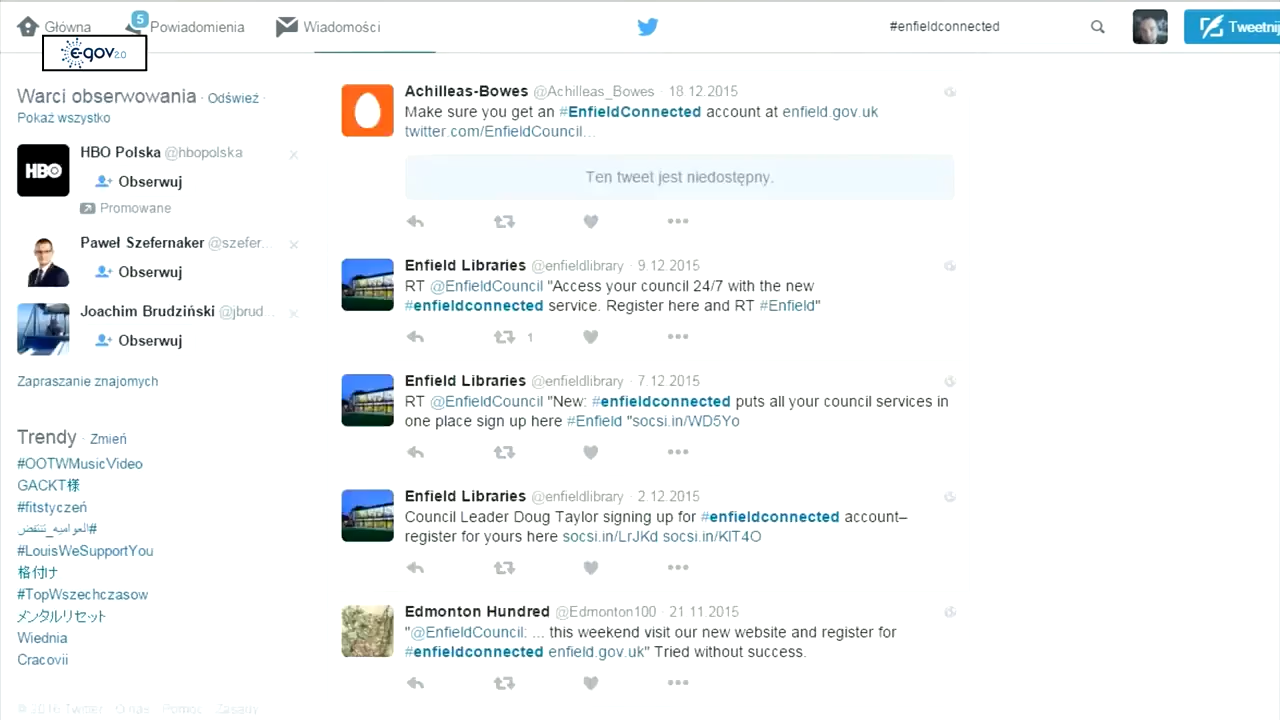 Główna
5
Powiadomienia
Wiadomości
#enfieldconnected
Tweetnij
e-gov 2.0
Warci obserwowania · Odśwież ·
Pokaż wszystko
HBO
HBO Polska @hbopolska
Obserwuj
Promowane
Paweł Szefernaker @szefer...
Obserwuj
Joachim Brudziński @jbrud...
Obserwuj
Zapraszanie znajomych
Trendy · Zmień
#OOTWMusicVideo
GACKT様
#fitstyczeń
#العواميه_تنتفض
#LouisWeSupportYou
格付け
#TopWszechczasow
メンタルリセット
Wiednia
Cracovii
© 2016 Twitter O nas Pomoc Zasady
Achilleas-Bowes @Achilleas_Bowes · 18.12.2015
Make sure you get an #EnfieldConnected account at enfield.gov.uk
twitter.com/EnfieldCouncil...
Ten tweet jest niedostępny.
Enfield Libraries @enfieldlibrary · 9.12.2015
RT @EnfieldCouncil "Access your council 24/7 with the new
#enfieldconnected service. Register here and RT #Enfield"
1
Enfield Libraries @enfieldlibrary · 7.12.2015
RT @EnfieldCouncil "New: #enfieldconnected puts all your council services in
one place sign up here #Enfield "socsi.in/WD5Yo
Enfield Libraries @enfieldlibrary · 2.12.2015
Council Leader Doug Taylor signing up for #enfieldconnected account–
register for yours here socsi.in/LrJKd socsi.in/KIT4O
Edmonton Hundred @Edmonton100 · 21.11.2015
"@EnfieldCouncil: ... this weekend visit our new website and register for
#enfieldconnected enfield.gov.uk" Tried without success.